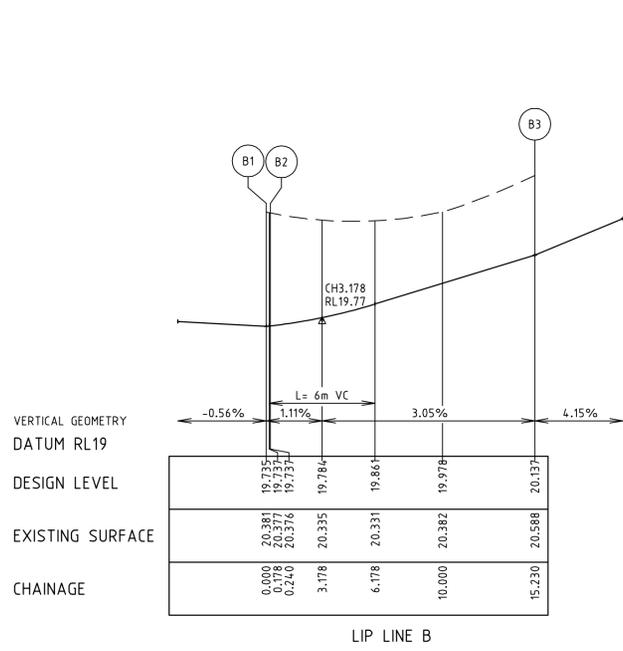 B3
B1 B2
CH3.178
RL19.77
L= 6m VC
VERTICAL GEOMETRY -0.56% 1.11% 3.05% 4.15%
DATUM RL19
DESIGN LEVEL 19.735 19.737 19.737 19.784 19.861 19.978 20.137
EXISTING SURFACE 20.381 20.377 20.376 20.335 20.331 20.382 20.588
CHAINAGE 0.000 0.178 0.240 3.178 6.178 10.000 15.230
LIP LINE B